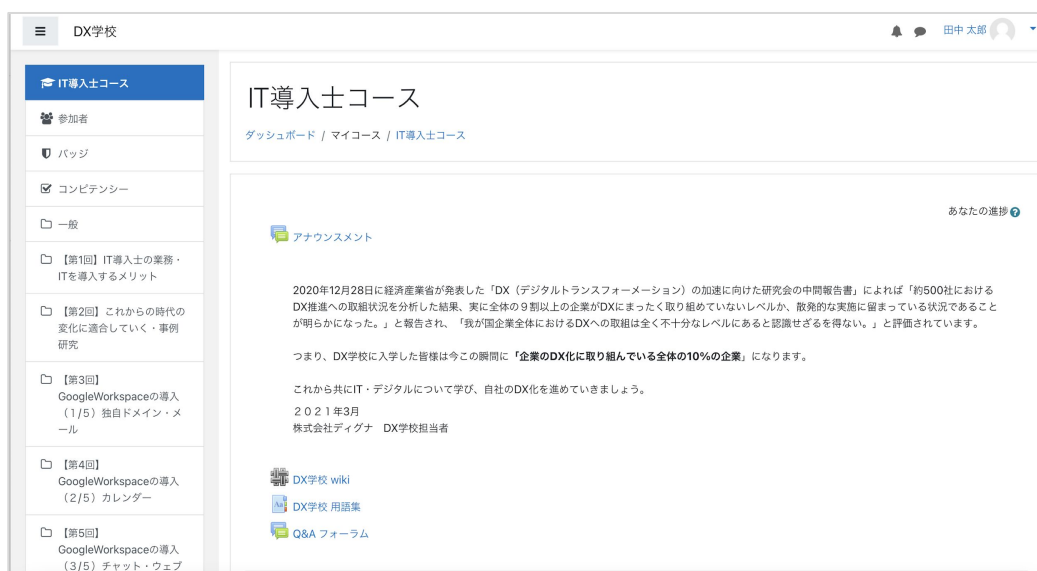 DX学校
田中 太郎
IT導入士コース
参加者
バッジ
コンピテンシー
一般
【第1回】IT導入士の業務・
ITを導入するメリット
【第2回】これからの時代の
変化に適合していく・事例
研究
【第3回】
GoogleWorkspaceの導入
（1/5）独自ドメイン・メ
ール
【第4回】
GoogleWorkspaceの導入
（2/5）カレンダー
【第5回】
GoogleWorkspaceの導入
（3/5）チャット・ウェブ
IT導入士コース
ダッシュボード / マイコース / IT導入士コース
あなたの進捗
アナウンスメント
2020年12月28日に経済産業省が発表した「DX（デジタルトランスフォーメーション）の加速に向けた研究会の中間報告書」によれば「約500社における
DX推進への取組状況を分析した結果、実に全体の９割以上の企業がDXにまったく取り組めていないレベルか、散発的な実施に留まっている状況であること
が明らかになった。」と報告され、「我が国企業全体におけるDXへの取組は全く不十分なレベルにあると認識せざるを得ない。」と評価されています。
つまり、DX学校に入学した皆様は今この瞬間に「企業のDX化に取り組んでいる全体の10%の企業」になります。
これから共にIT・デジタルについて学び、自社のDX化を進めていきましょう。
２０２１年3月
株式会社ディグナ　DX学校担当者
DX学校 wiki
DX学校 用語集
Q&A フォーラム